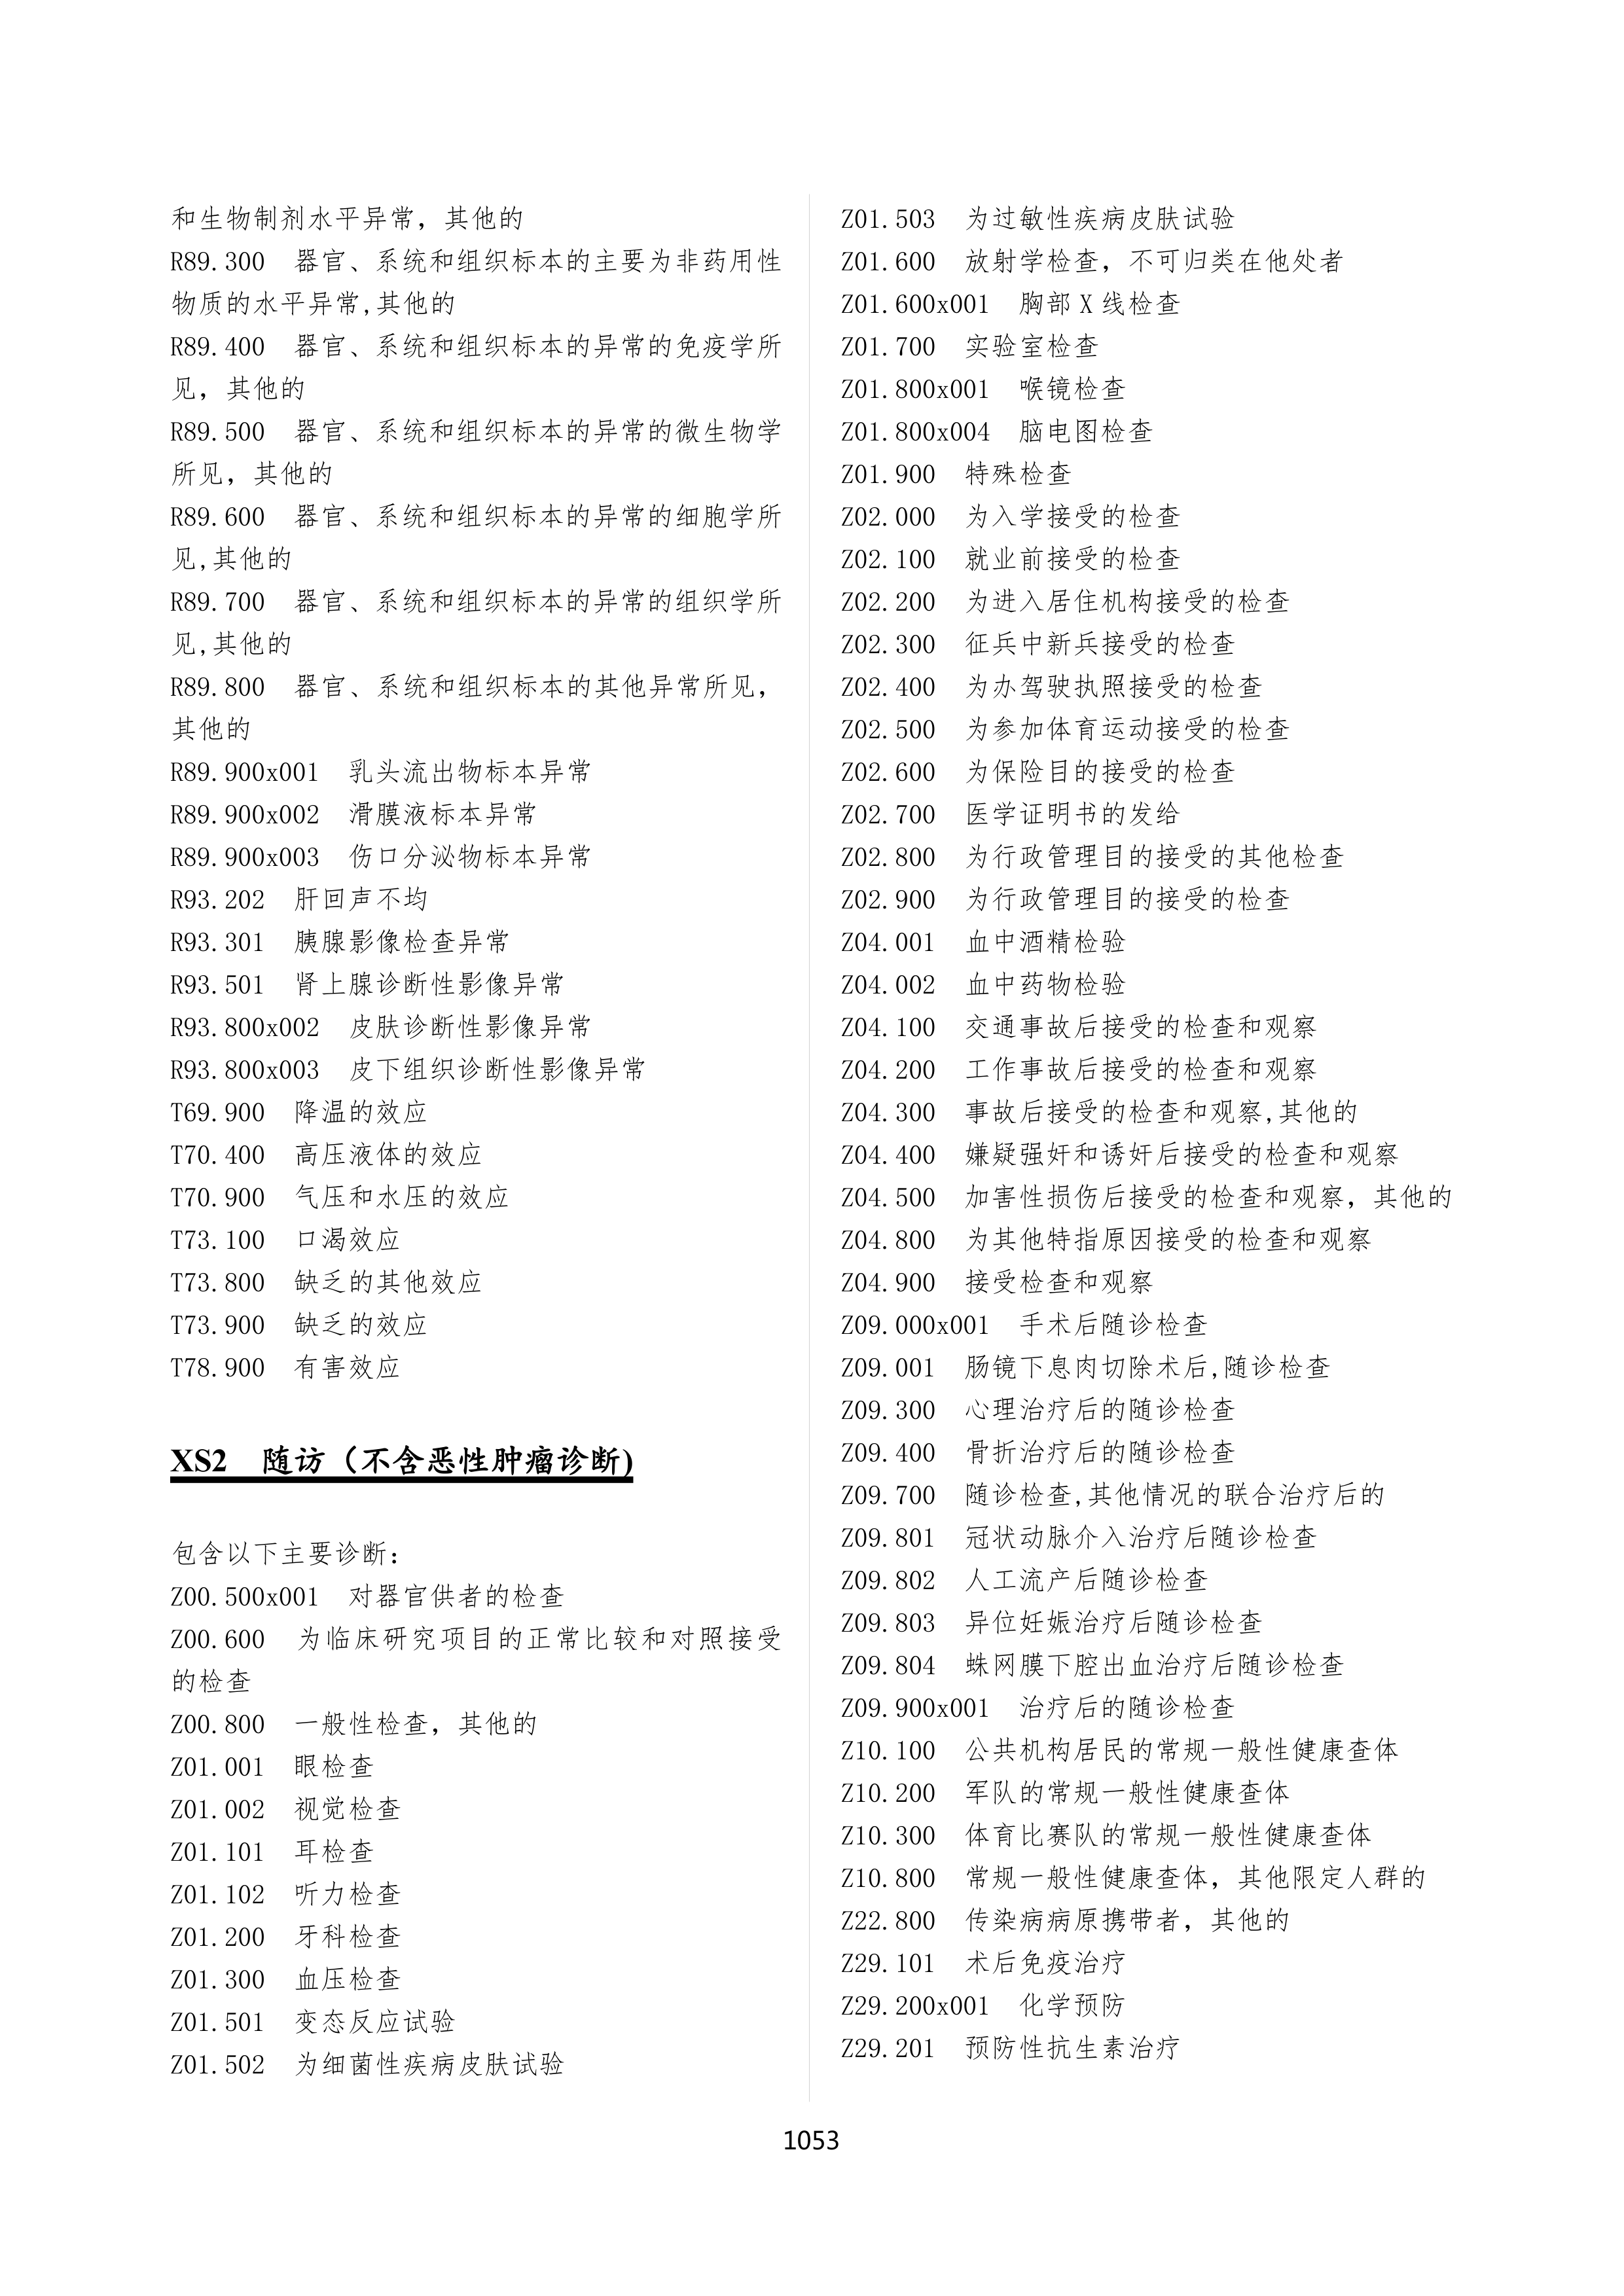 和生物制剂水平异常，其他的
R89.300 器官、系统和组织标本的主要为非药用性
物质的水平异常,其他的
R89.400 器官、系统和组织标本的异常的免疫学所
见，其他的
R89.500 器官、系统和组织标本的异常的微生物学
所见，其他的
R89.600 器官、系统和组织标本的异常的细胞学所
见,其他的
R89.700 器官、系统和组织标本的异常的组织学所
见,其他的
R89.800 器官、系统和组织标本的其他异常所见，
其他的
R89.900x001 乳头流出物标本异常
R89.900x002 滑膜液标本异常
R89.900x003 伤口分泌物标本异常
R93.202 肝回声不均
R93.301 胰腺影像检查异常
R93.501 肾上腺诊断性影像异常
R93.800x002 皮肤诊断性影像异常
R93.800x003 皮下组织诊断性影像异常
T69.900 降温的效应
T70.400 高压液体的效应
T70.900 气压和水压的效应
T73.100 口渴效应
T73.800 缺乏的其他效应
T73.900 缺乏的效应
T78.900 有害效应
XS2 随访（不含恶性肿瘤诊断)
包含以下主要诊断：
Z00.500x001 对器官供者的检查
Z00.600 为临床研究项目的正常比较和对照接受
的检查
Z00.800 一般性检查，其他的
Z01.001 眼检查
Z01.002 视觉检查
Z01.101 耳检查
Z01.102 听力检查
Z01.200 牙科检查
Z01.300 血压检查
Z01.501 变态反应试验
Z01.502 为细菌性疾病皮肤试验
Z01.503 为过敏性疾病皮肤试验
Z01.600 放射学检查，不可归类在他处者
Z01.600x001 胸部 X 线检查
Z01.700 实验室检查
Z01.800x001 喉镜检查
Z01.800x004 脑电图检查
Z01.900 特殊检查
Z02.000 为入学接受的检查
Z02.100 就业前接受的检查
Z02.200 为进入居住机构接受的检查
Z02.300 征兵中新兵接受的检查
Z02.400 为办驾驶执照接受的检查
Z02.500 为参加体育运动接受的检查
Z02.600 为保险目的接受的检查
Z02.700 医学证明书的发给
Z02.800 为行政管理目的接受的其他检查
Z02.900 为行政管理目的接受的检查
Z04.001 血中酒精检验
Z04.002 血中药物检验
Z04.100 交通事故后接受的检查和观察
Z04.200 工作事故后接受的检查和观察
Z04.300 事故后接受的检查和观察,其他的
Z04.400 嫌疑强奸和诱奸后接受的检查和观察
Z04.500 加害性损伤后接受的检查和观察，其他的
Z04.800 为其他特指原因接受的检查和观察
Z04.900 接受检查和观察
Z09.000x001 手术后随诊检查
Z09.001 肠镜下息肉切除术后,随诊检查
Z09.300 心理治疗后的随诊检查
Z09.400 骨折治疗后的随诊检查
Z09.700 随诊检查,其他情况的联合治疗后的
Z09.801 冠状动脉介入治疗后随诊检查
Z09.802 人工流产后随诊检查
Z09.803 异位妊娠治疗后随诊检查
Z09.804 蛛网膜下腔出血治疗后随诊检查
Z09.900x001 治疗后的随诊检查
Z10.100 公共机构居民的常规一般性健康查体
Z10.200 军队的常规一般性健康查体
Z10.300 体育比赛队的常规一般性健康查体
Z10.800 常规一般性健康查体，其他限定人群的
Z22.800 传染病病原携带者，其他的
Z29.101 术后免疫治疗
Z29.200x001 化学预防
Z29.201 预防性抗生素治疗
1053